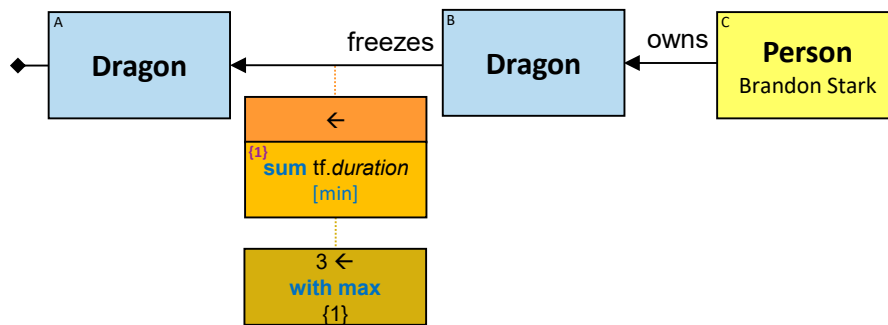 A
Dragon
freezes
B
Dragon
owns
C
Person
Brandon Stark
←
{1}
sum tf.duration
[min]
3 ←
with max
{1}